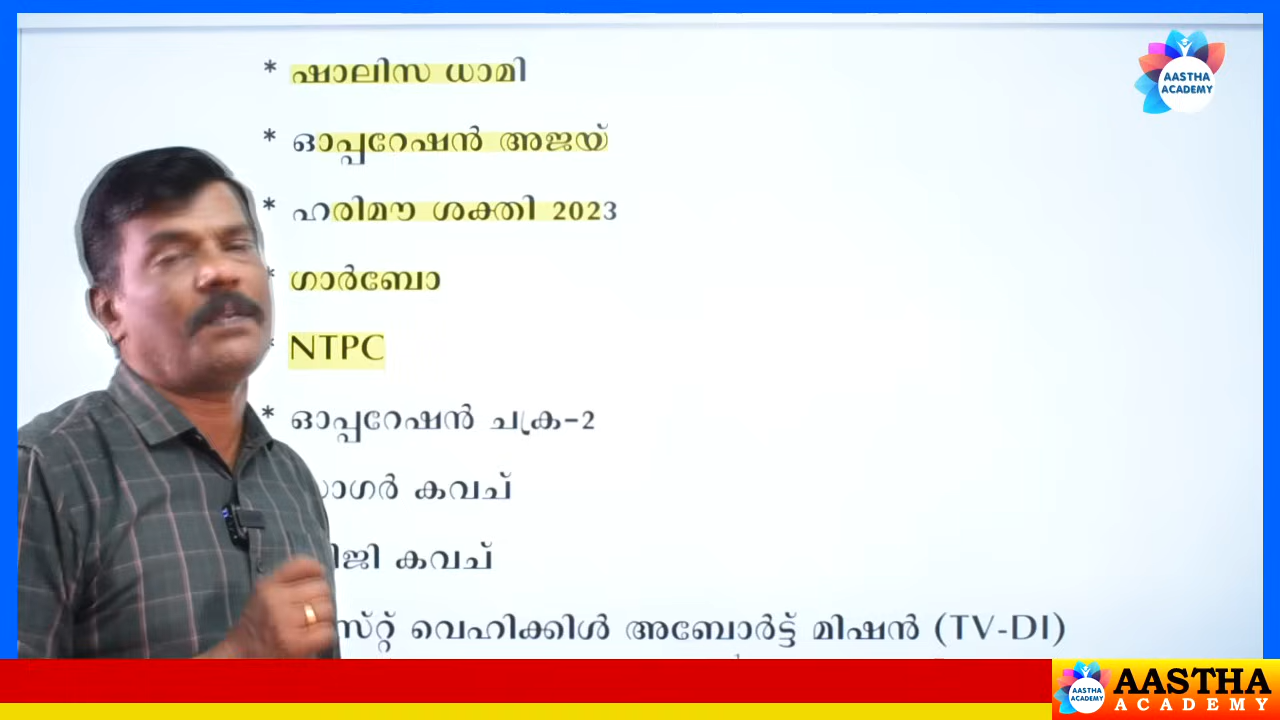 * ഷാലിസ ധാമി
AASTHA
ACADEMY
* ഓപ്പറേഷൻ അജയ്
* ഹരിമൗ ശക്തി 2023
* ഗാർബോ
* NTPC
* ഓപ്പറേഷൻ ചക്ര-2
കവച്
കവച്
വെഹിക്കിൾ അബോർട്ട് മിഷൻ (TV-DI)
AASTHA
ACADEMY
AASTHA
ACADEMY